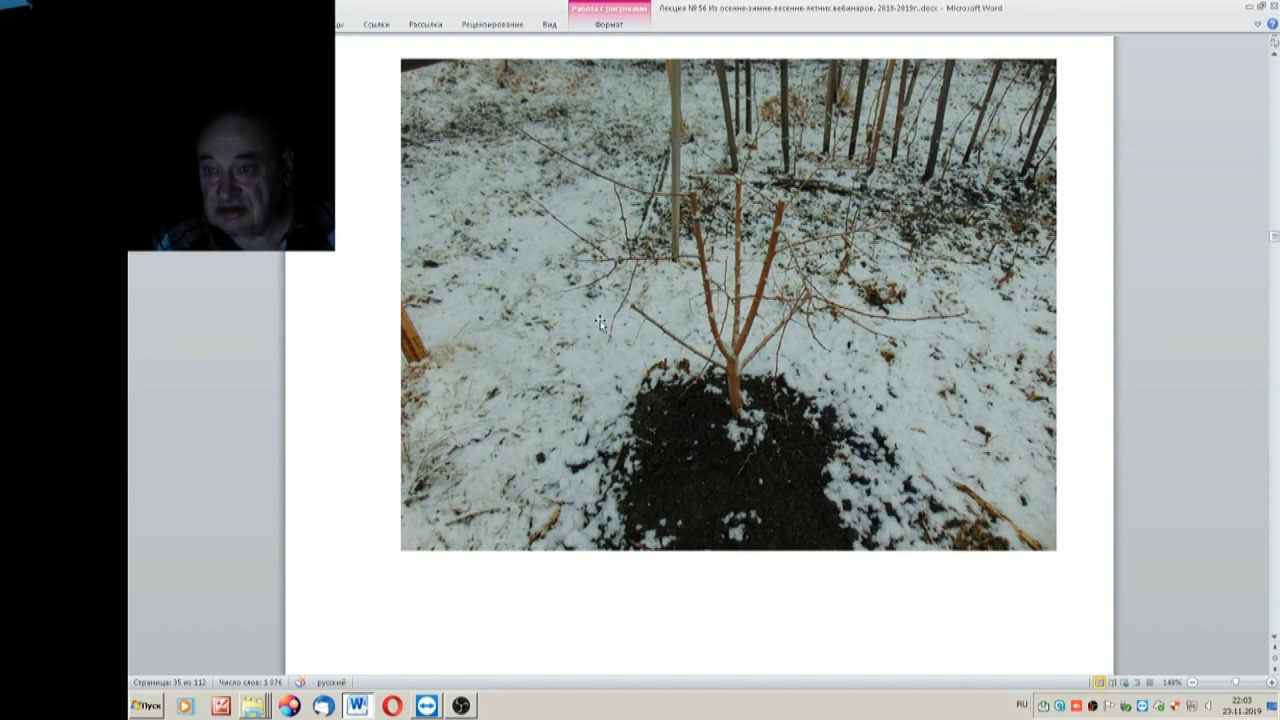 Работа с рисунками
Лекция № 56 Из осенне-зимне-весенне-летних вебинаров, 2018-2019г..docx - Microsoft Word
Ссылки Рассылки Рецензирование Вид Формат
Страница: 35 из 112 Число слов: 1 076 русский 148%
Пуск
RU
22:03
23.11.2019